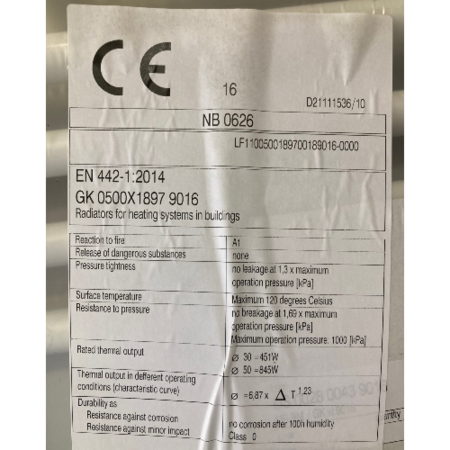 CE
16
D21111536/10
NB 0626
LF1100500189700189016-0000
EN 442-1:2014
GK 0500X1897 9016
Radiators for heating systems in buildings
Reaction to fire A1
Release of dangerous substances none
Pressure tightness no leakage at 1,3 x maximum
operation pressure [kPa]
Surface temperature Maximum 120 degrees Celsius
Resistance to pressure no breakage at 1,69 x maximum
operation pressure [kPa]
Maximum operation pressure: 1000 [kPa]
Rated thermal output ⌀ 30 =451W
⌀ 50 =845W
Thermal output in different operating
conditions (characteristic curve) ⌀ =6,87 x Δ T 1,23
Durability as
Resistance against corrosion no corrosion after 100h humidity
Resistance against minor impact Class 0